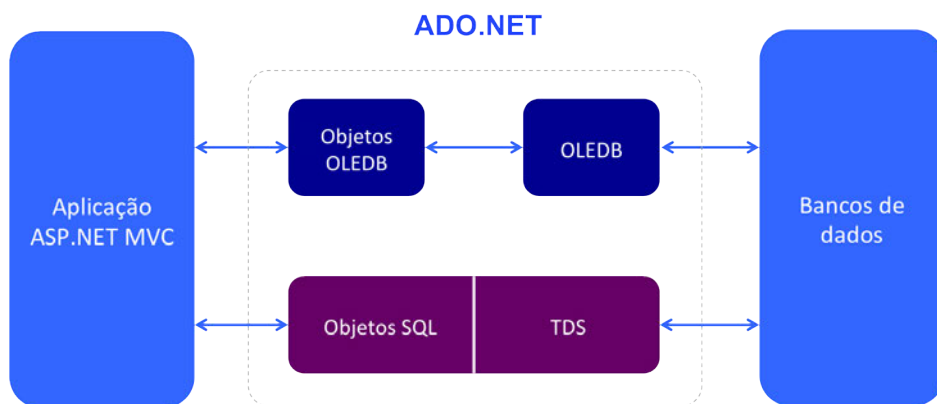 ADO.NET
Aplicação
ASP.NET MVC
Objetos
OLEDB
OLEDB
Objetos SQL
TDS
Bancos de
dados